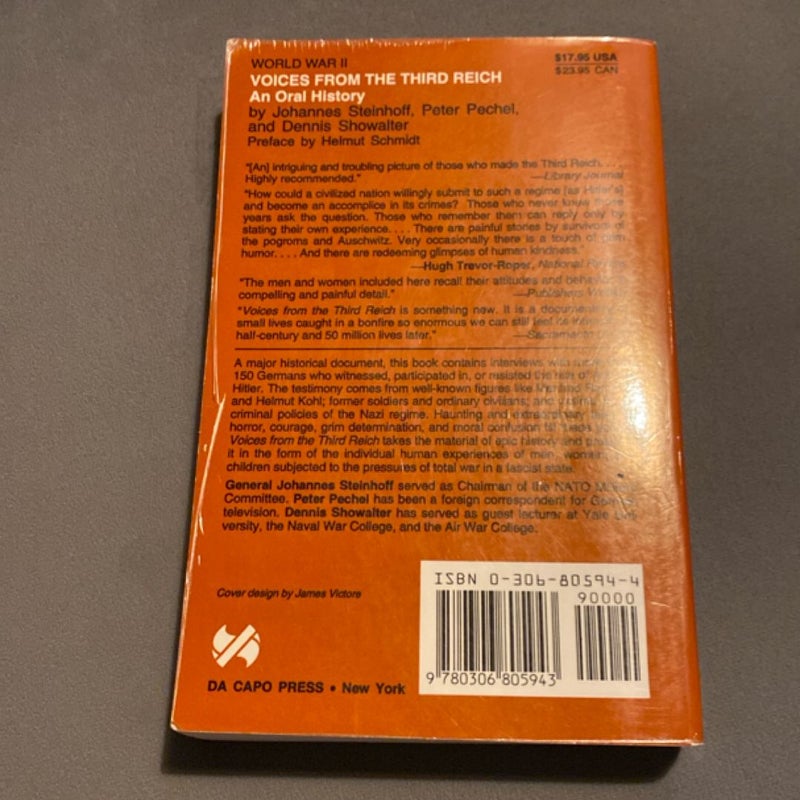 WORLD WAR II
$17.95 USA
$23.95 CAN
VOICES FROM THE THIRD REICH
An Oral History
by Johannes Steinhoff, Peter Pechel,
and Dennis Showalter
Preface by Helmut Schmidt
"[An] intriguing and troubling picture of those who made the Third Reich. . . .
Highly recommended." —Library Journal
"How could a civilized nation willingly submit to such a regime [as Hitler's]
and become an accomplice in its crimes? Those who never knew those
years ask the question. Those who remember them can reply only by
stating their own experience. . . . There are painful stories by survivors of
the pogroms and Auschwitz. Very occasionally there is a touch of grim
humor. . . . And there are redeeming glimpses of human kindness."
—Hugh Trevor-Roper, National Review
"The men and women included here recall their attitudes and behavior in
compelling and painful detail." —Publishers Weekly
"Voices from the Third Reich is something new. It is a documentary of
small lives caught in a bonfire so enormous we can still feel its
half-century and 50 million lives later." —Sacramento
A major historical document, this book contains interviews with more than
150 Germans who witnessed, participated in, or resisted the reich of
Hitler. The testimony comes from well-known figures like
and Helmut Kohl; former soldiers and ordinary civilians; and victims of the
criminal policies of the Nazi regime. Haunting and extraordinary
horror, courage, grim determination, and moral confusion
Voices from the Third Reich takes the material of epic history and
it in the form of the individual human experiences of men, women,
children subjected to the pressures of total war in a fascist state.
General Johannes Steinhoff served as Chairman of the NATO Military
Committee. Peter Pechel has been a foreign correspondent for German
television. Dennis Showalter has served as guest lecturer at Yale Uni-
versity, the Naval War College, and the Air War College.
Cover design by James Victore
DA CAPO PRESS • New York
ISBN 0-306-80594-4
90000
9 780306 805943